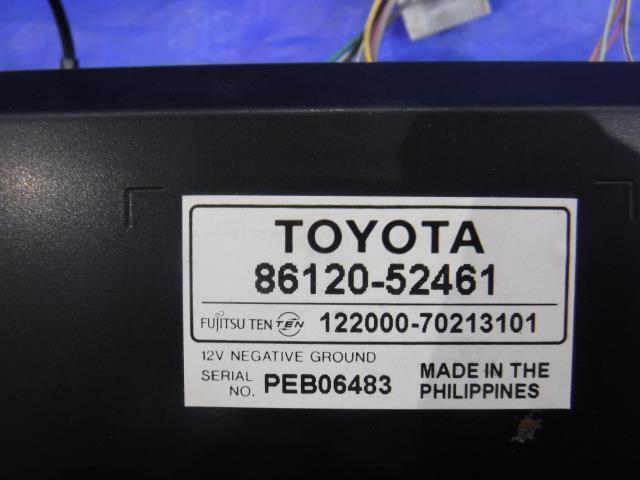 TOYOTA
86120-52461
FUJITSU TEN TEN 122000-70213101
12V NEGATIVE GROUND
SERIAL NO. PEB06483
MADE IN THE PHILIPPINES